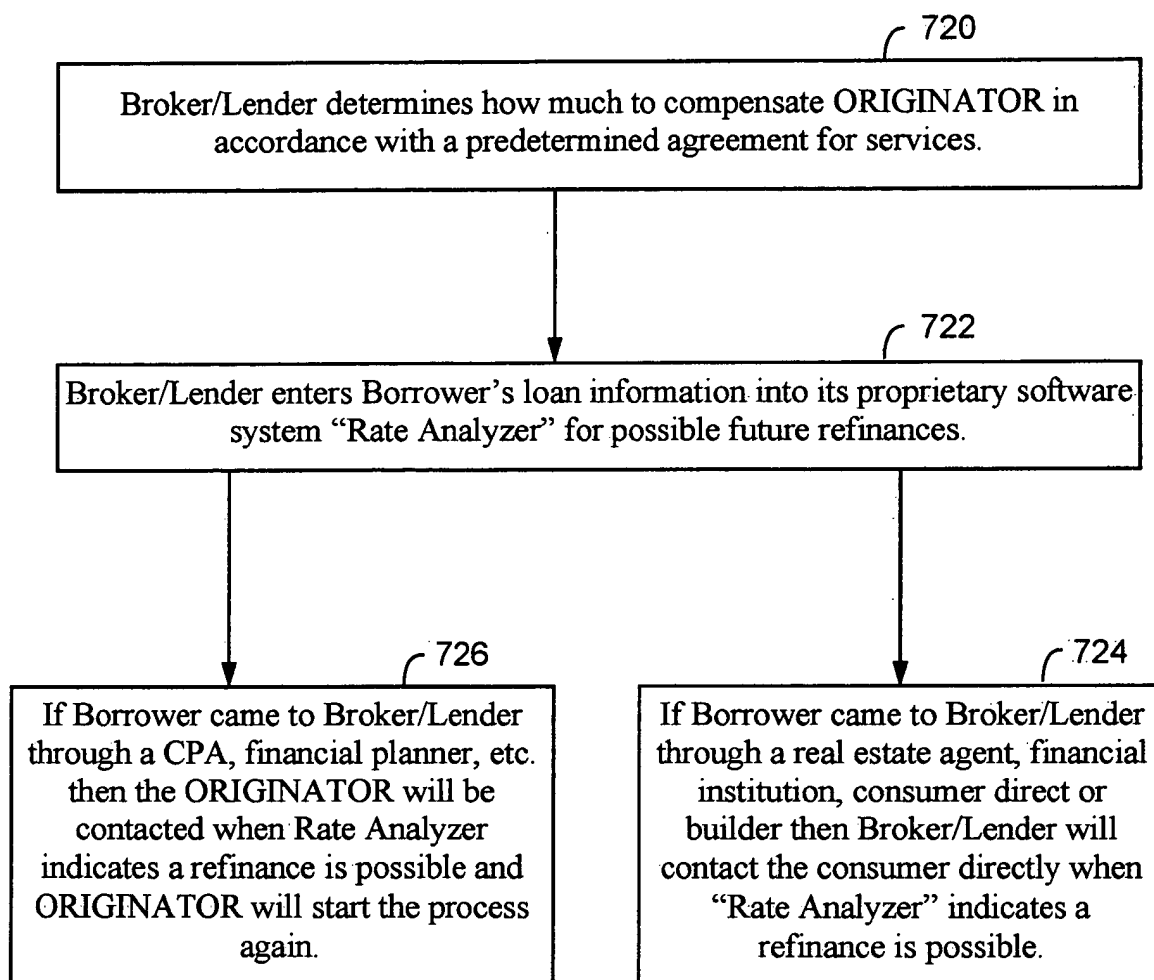 720
Broker/Lender determines how much to compensate ORIGINATOR in
accordance with a predetermined agreement for services.
722
Broker/Lender enters Borrower’s loan information into its proprietary software
system “Rate Analyzer” for possible future refinances.
726
If Borrower came to Broker/Lender
through a CPA, financial planner, etc.
then the ORIGINATOR will be
contacted when Rate Analyzer
indicates a refinance is possible and
ORIGINATOR will start the process
again.
724
If Borrower came to Broker/Lender
through a real estate agent, financial
institution, consumer direct or
builder then Broker/Lender will
contact the consumer directly when
“Rate Analyzer” indicates a
refinance is possible.